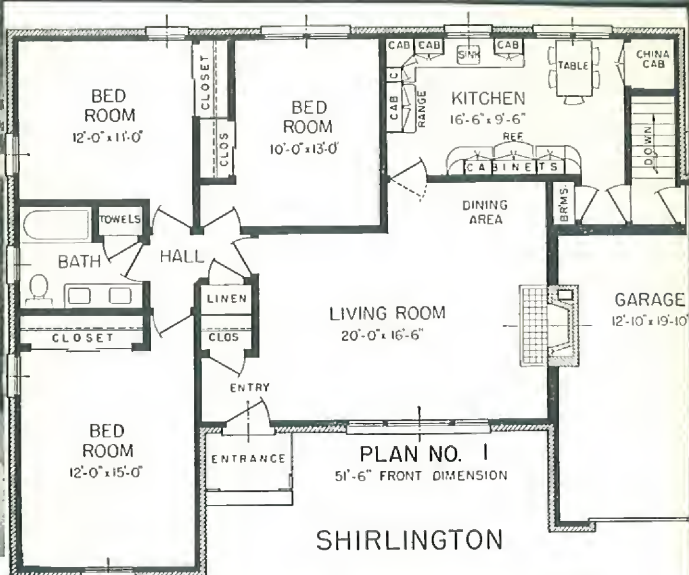 BED
ROOM
12'-0" x 11'-0"
CLOSET
CLOS
BED
ROOM
10'-0" x 13'-0"
CAB
CAB
SINK
CAB
C
CAB
RANGE
KITCHEN
16'-6" x 9'-6"
TABLE
CHINA
CAB
REF.
CABINETS
DOWN
DINING
AREA
BR'MS.
TOWELS
BATH
HALL
LINEN
CLOS
LIVING ROOM
20'-0" x 16'-6"
GARAGE
12'-10" x 19'-10"
CLOSET
ENTRY
BED
ROOM
12'-0" x 15'-0"
ENTRANCE
PLAN NO. 1
51'-6" FRONT DIMENSION
SHIRLINGTON